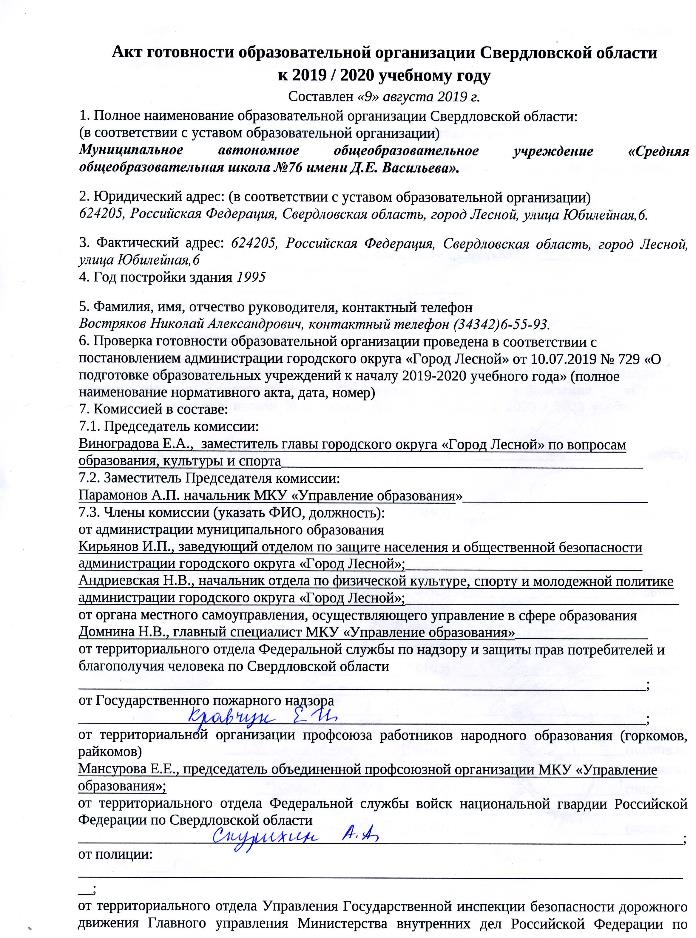 Акт готовности образовательной организации Свердловской области
к 2019 / 2020 учебному году
Составлен «9» августа 2019 г.
1. Полное наименование образовательной организации Свердловской области:
(в соответствии с уставом образовательной организации)
Муниципальное автономное общеобразовательное учреждение «Средняя
общеобразовательная школа №76 имени Д.Е. Васильева».
2. Юридический адрес: (в соответствии с уставом образовательной организации)
624205, Российская Федерация, Свердловская область, город Лесной, улица Юбилейная,6.
3. Фактический адрес: 624205, Российская Федерация, Свердловская область, город Лесной,
улица Юбилейная,6
4. Год постройки здания 1995
5. Фамилия, имя, отчество руководителя, контактный телефон
Востряков Николай Александрович, контактный телефон (34342)6-55-93.
6. Проверка готовности образовательной организации проведена в соответствии с
постановлением администрации городского округа «Город Лесной» от 10.07.2019 № 729 «О
подготовке образовательных учреждений к началу 2019-2020 учебного года» (полное
наименование нормативного акта, дата, номер)
7. Комиссией в составе:
7.1. Председатель комиссии:
Виноградова Е.А., заместитель главы городского округа «Город Лесной» по вопросам
образования, культуры и спорта
7.2. Заместитель Председателя комиссии:
Парамонов А.П. начальник МКУ «Управление образования»
7.3. Члены комиссии (указать ФИО, должность):
от администрации муниципального образования
Кирьянов И.П., заведующий отделом по защите населения и общественной безопасности
администрации городского округа «Город Лесной»;
Андриевская Н.В., начальник отдела по физической культуре, спорту и молодежной политике
администрации городского округа «Город Лесной»;
от органа местного самоуправления, осуществляющего управление в сфере образования
Домнина Н.В., главный специалист МКУ «Управление образования»
от территориального отдела Федеральной службы по надзору и защиты прав потребителей и
благополучия человека по Свердловской области
;
от Государственного пожарного надзора
Кравчук Е И ;
от территориальной организации профсоюза работников народного образования (горкомов,
райкомов)
Мансурова Е.Е., председатель объединенной профсоюзной организации МКУ «Управление
образования»;
от территориального отдела Федеральной службы войск национальной гвардии Российской
Федерации по Свердловской области
Скурихин А.А ;
от полиции:
;
от территориального отдела Управления Государственной инспекции безопасности дорожного
движения Главного управления Министерства внутренних дел Российской Федерации по